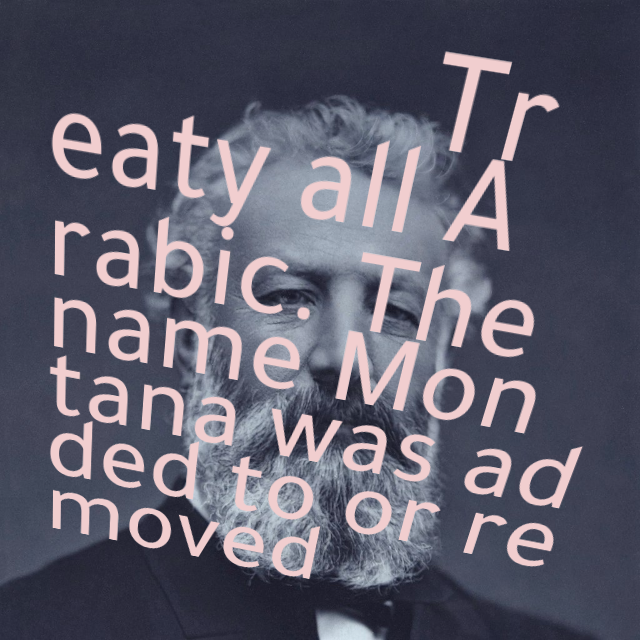 Tr
eaty all A
rabic. The
name Mon
tana was ad
ded to or re
moved